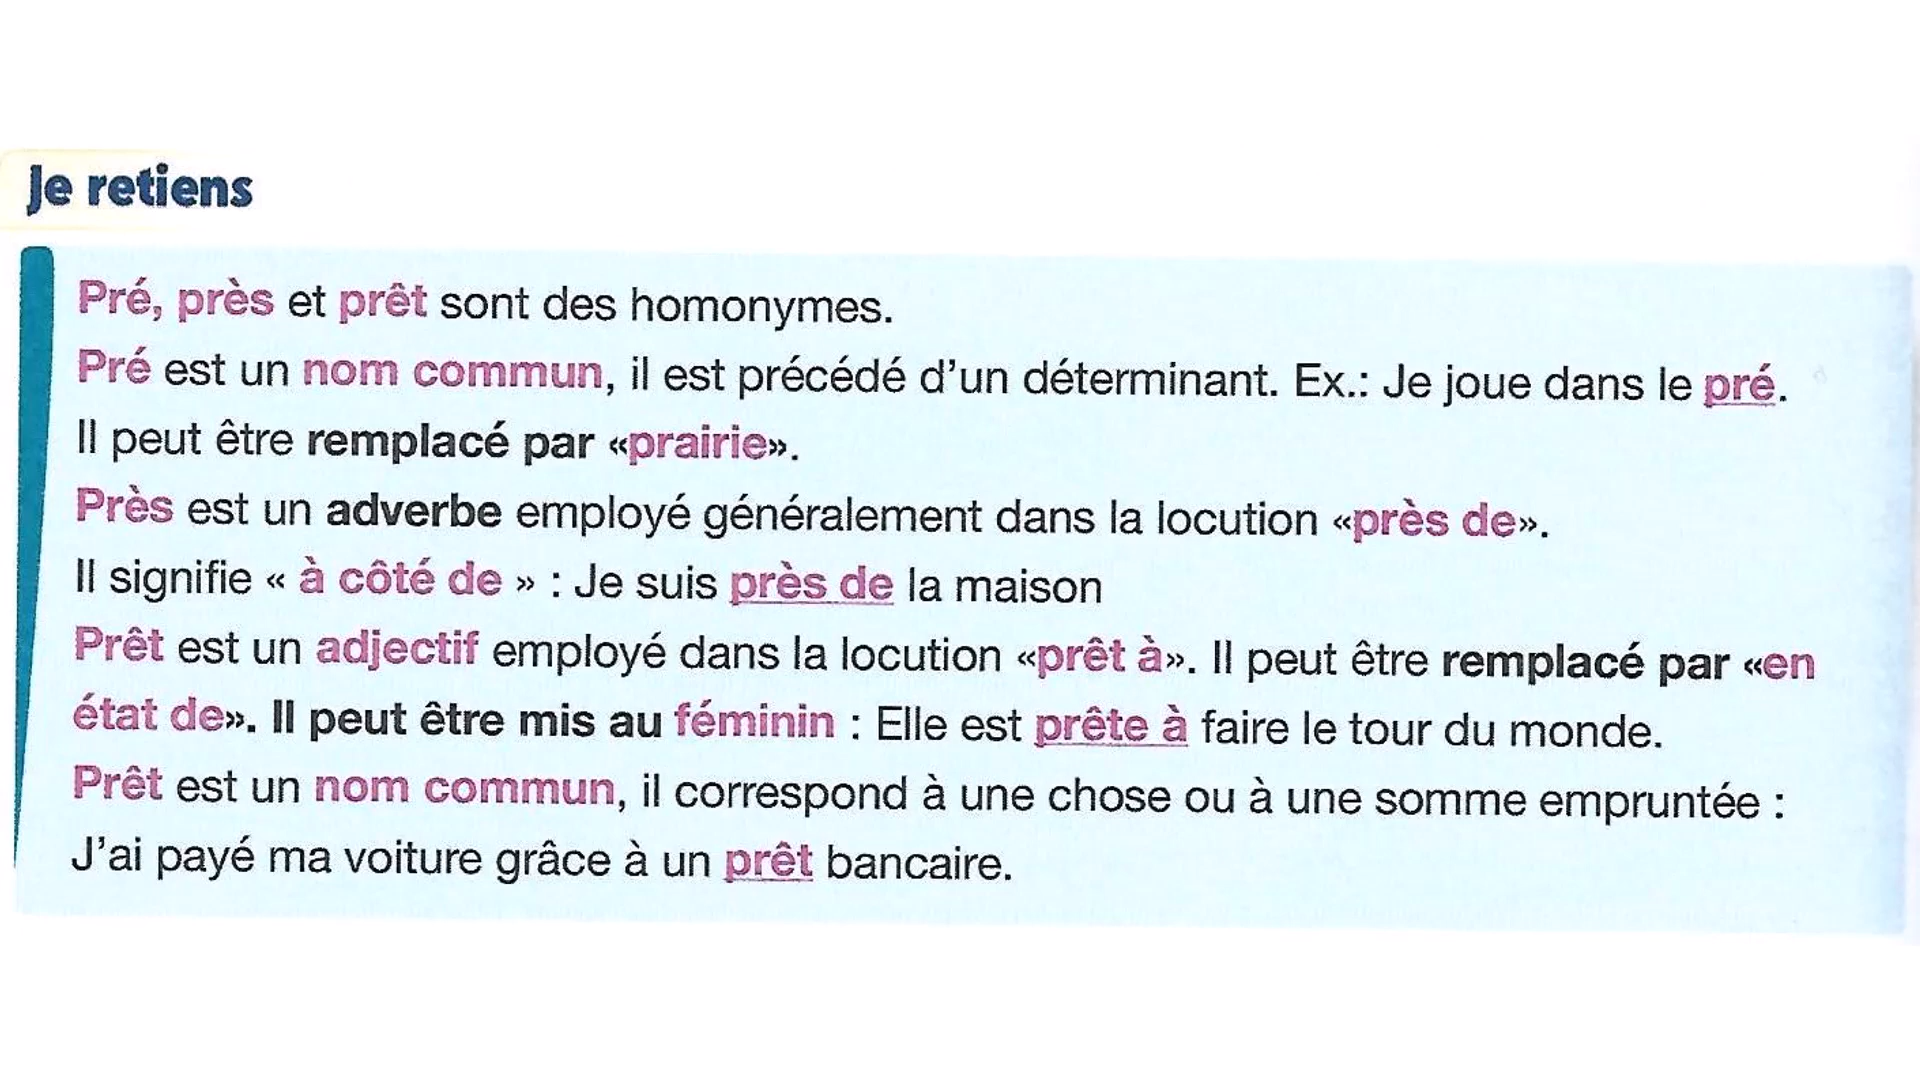 Je retiens
Pré, près et prêt sont des homonymes.
Pré est un nom commun, il est précédé d'un déterminant. Ex.: Je joue dans le pré.
Il peut être remplacé par «prairie».
Près est un adverbe employé généralement dans la locution «près de».
Il signifie « à côté de » : Je suis près de la maison
Prêt est un adjectif employé dans la locution «prêt à». Il peut être remplacé par «en
état de». Il peut être mis au féminin : Elle est prête à faire le tour du monde.
Prêt est un nom commun, il correspond à une chose ou à une somme empruntée :
J'ai payé ma voiture grâce à un prêt bancaire.